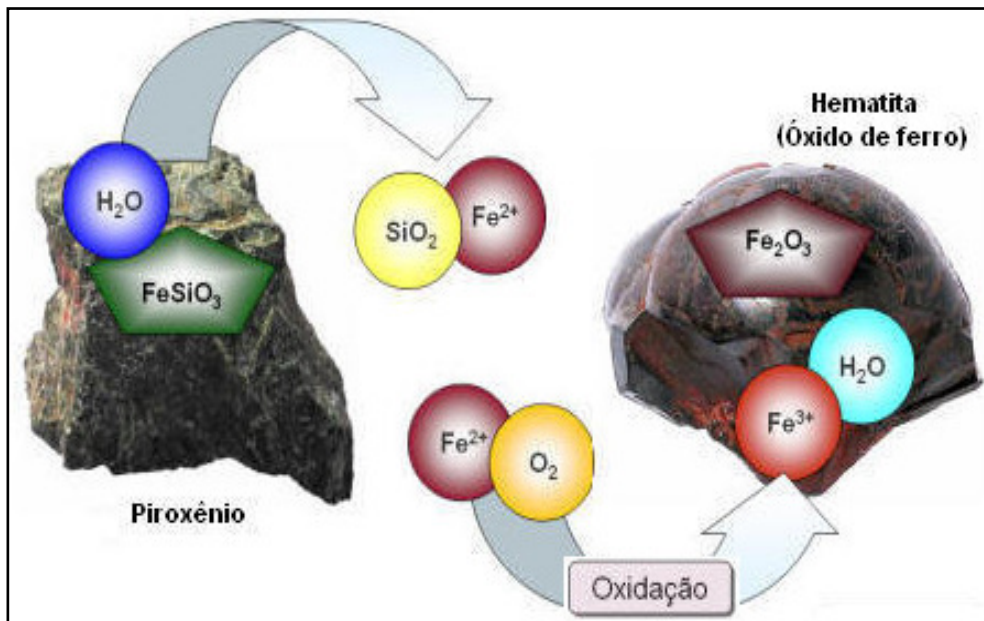 H₂O
FeSiO₃
Piroxênio
SiO₂
Fe²⁺
Fe²⁺
O₂
Oxidação
Hematita
(Óxido de ferro)
Fe₂O₃
H₂O
Fe³⁺